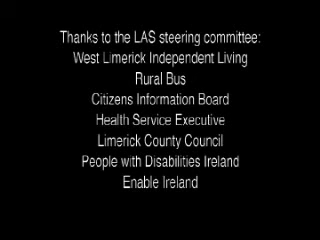 Thanks to the LAS steering committee:
West Limerick Independent Living
Rural Bus
Citizens Information Board
Health Service Executive
Limerick County Council
People with Disabilities Ireland
Enable Ireland